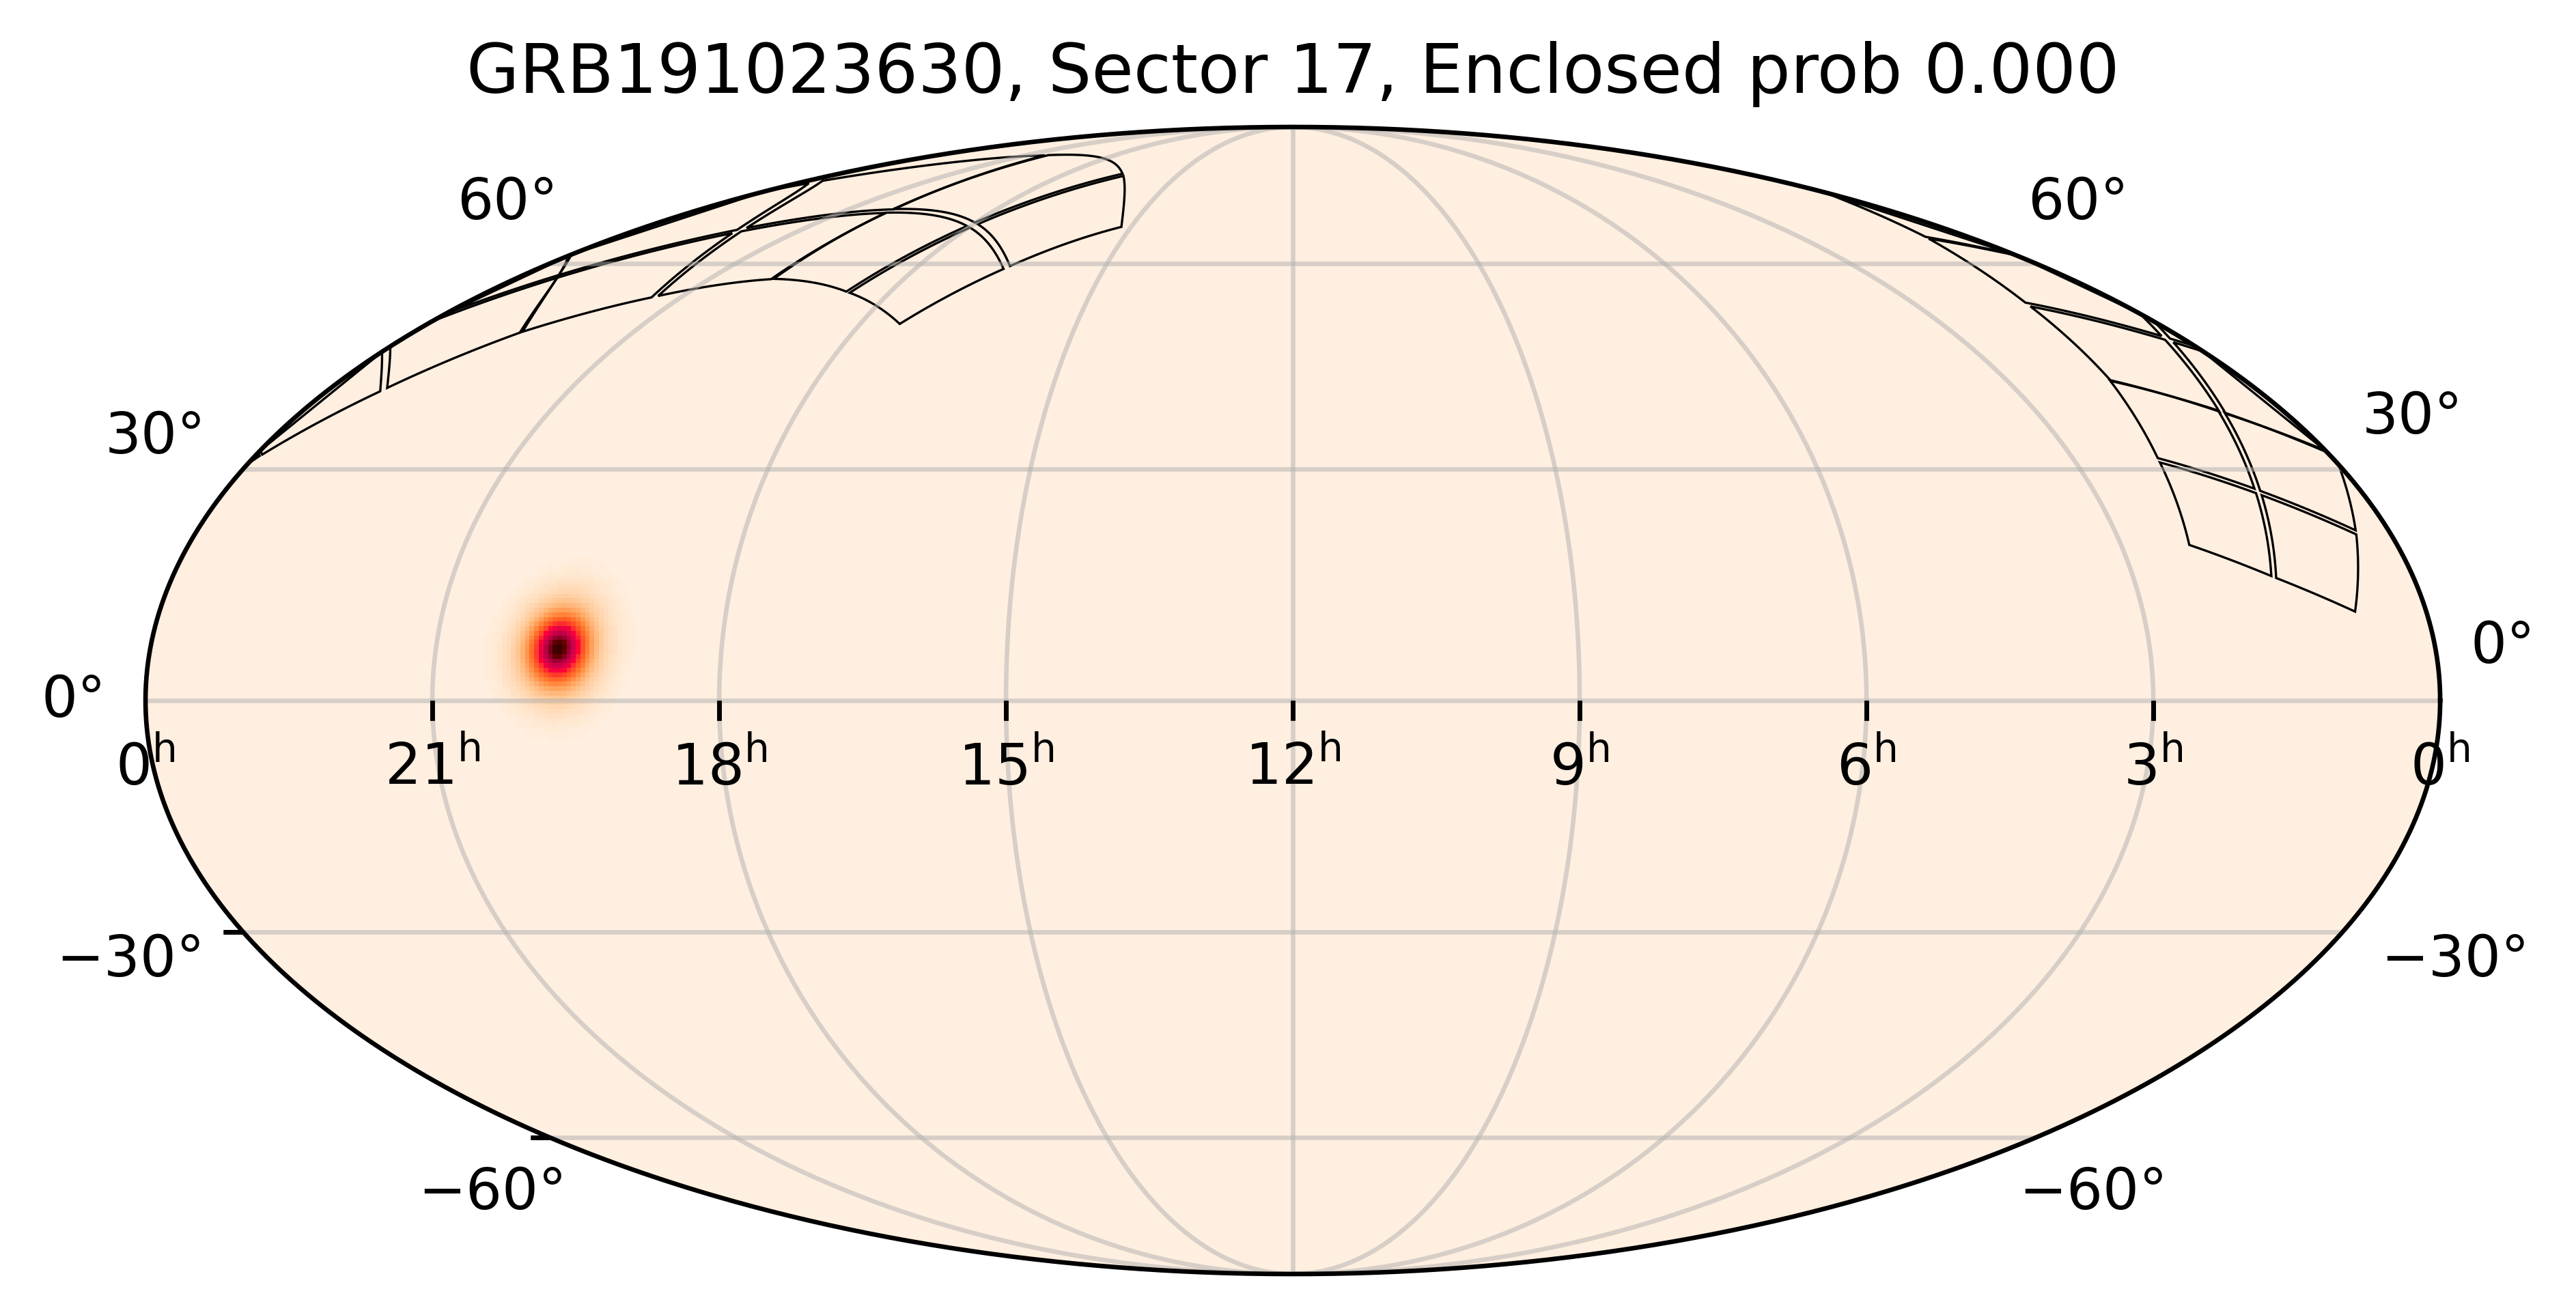 GRB191023630, Sector 17, Enclosed prob 0.000
60° 60°
30° 30°
0° 0°
0h 21h 18h 15h 12h 9h 6h 3h 0h
−30° −30°
−60° −60°